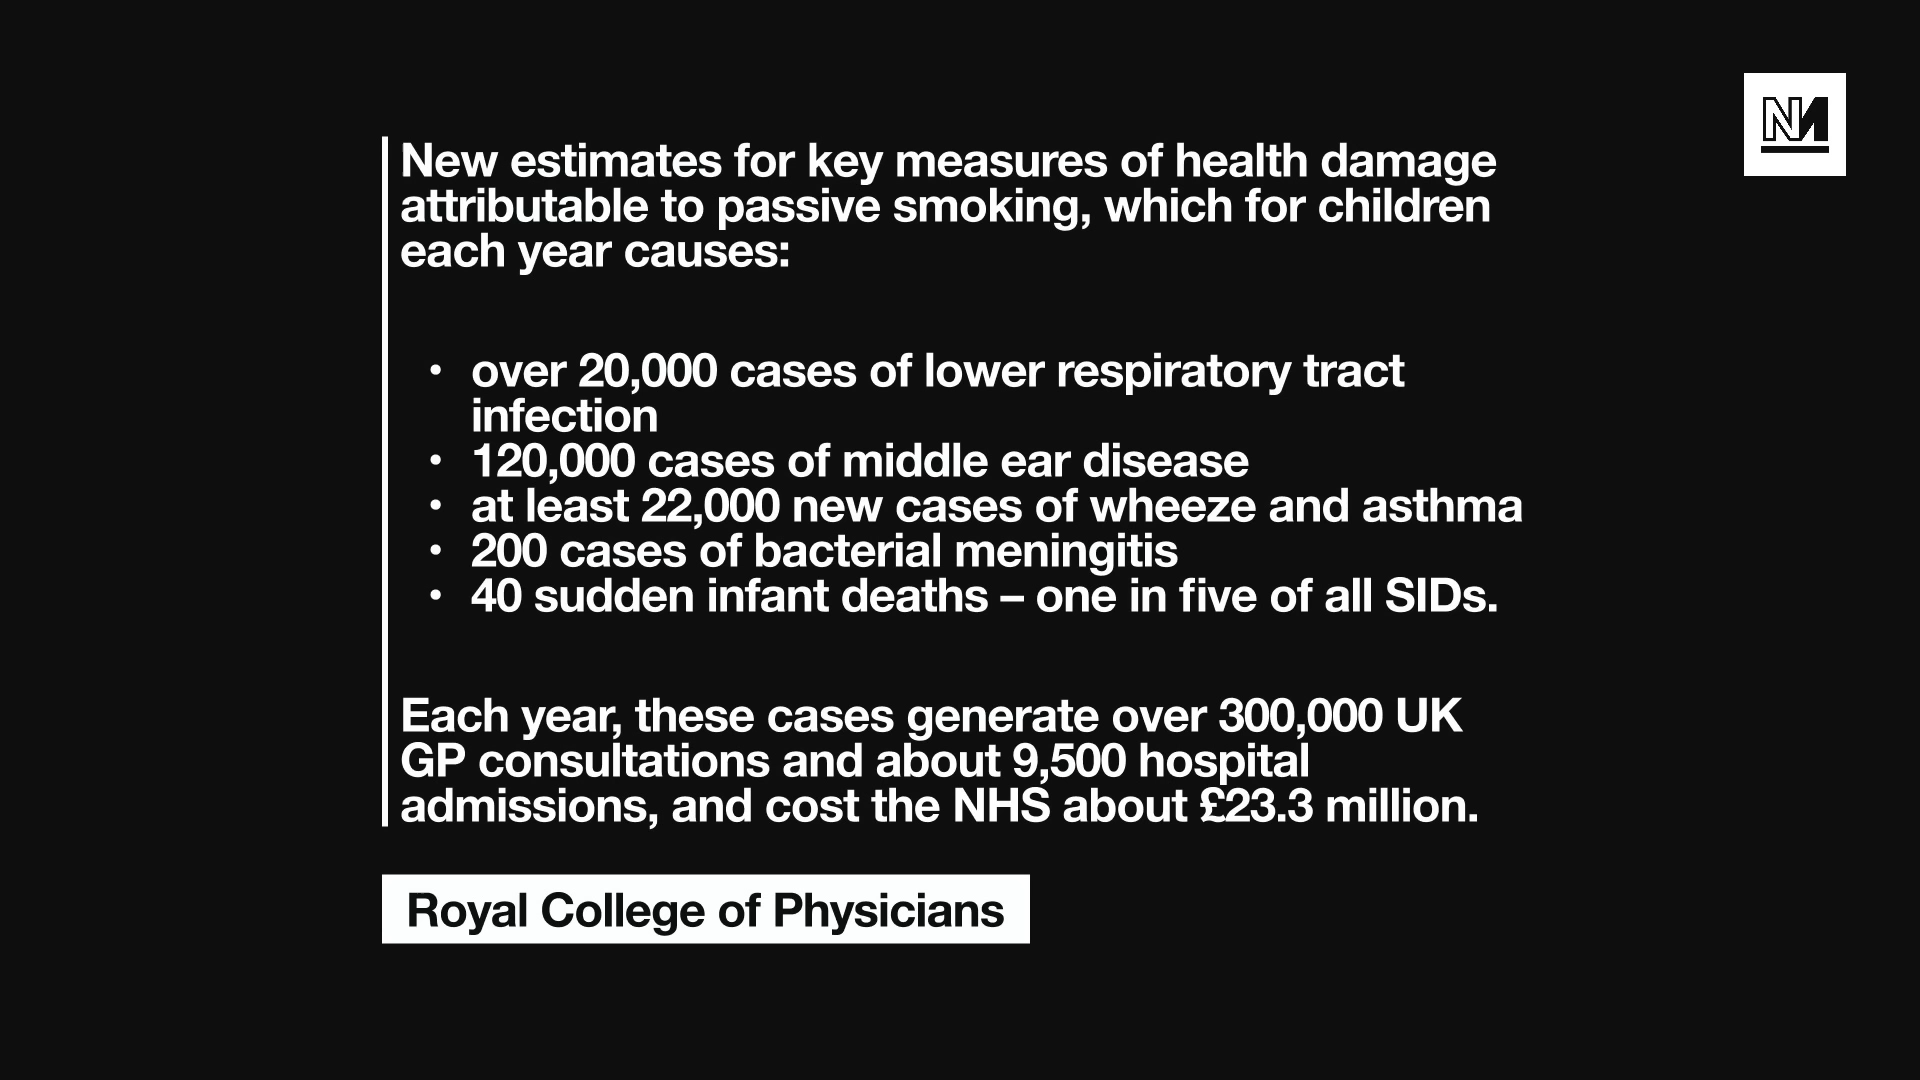 New estimates for key measures of health damage
attributable to passive smoking, which for children
each year causes:
• over 20,000 cases of lower respiratory tract
infection
• 120,000 cases of middle ear disease
• at least 22,000 new cases of wheeze and asthma
• 200 cases of bacterial meningitis
• 40 sudden infant deaths – one in five of all SIDs.
Each year, these cases generate over 300,000 UK
GP consultations and about 9,500 hospital
admissions, and cost the NHS about £23.3 million.
Royal College of Physicians
NM